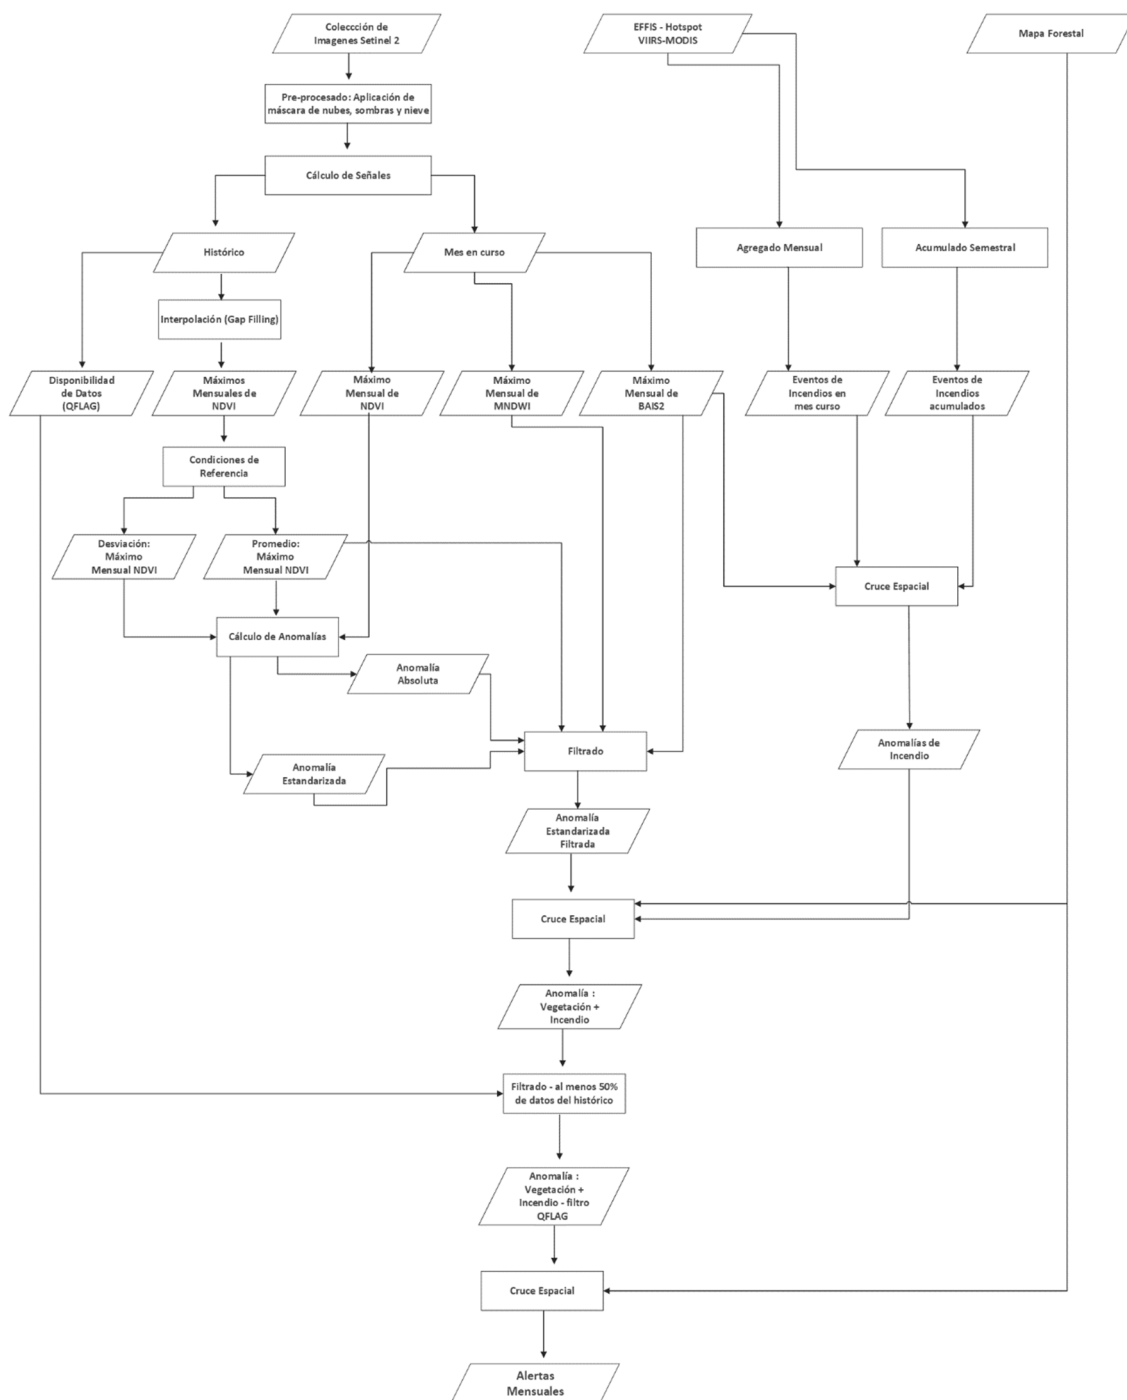 Coleccción de
Imagenes Setinel 2
EFFIS - Hotspot
VIIRS-MODIS
Mapa Forestal
Pre-procesado: Aplicación de
máscara de nubes, sombras y nieve
Cálculo de Señales
Histórico
Mes en curso
Agregado Mensual
Acumulado Semestral
Interpolación (Gap Filling)
Disponibilidad
de Datos
(QFLAG)
Máximos
Mensuales de
NDVI
Máximo
Mensual de
NDVI
Máximo
Mensual de
MNDWI
Máximo
Mensual de
BAIS2
Eventos de
Incendios en
mes curso
Eventos de
Incendios
acumulados
Condiciones de
Referencia
Desviación:
Máximo
Mensual NDVI
Promedio:
Máximo
Mensual NDVI
Cruce Espacial
Cálculo de Anomalías
Anomalía
Absoluta
Filtrado
Anomalías de
Incendio
Anomalía
Estandarizada
Anomalía
Estandarizada
Filtrada
Cruce Espacial
Anomalía :
Vegetación +
Incendio
Filtrado - al menos 50%
de datos del histórico
Anomalía :
Vegetación +
Incendio - filtro
QFLAG
Cruce Espacial
Alertas
Mensuales